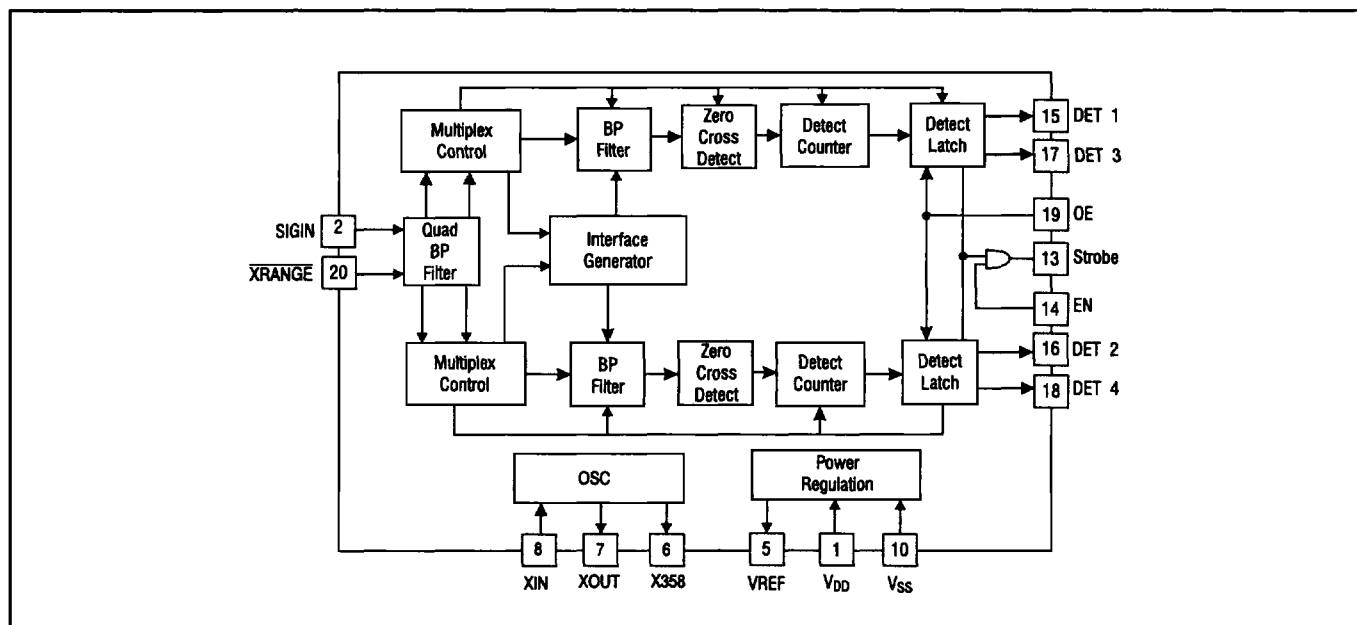 Multiplex
Control
BP
Filter
Zero
Cross
Detect
Detect
Counter
Detect
Latch
15 DET 1
17 DET 3
19 OE
13 Strobe
14 EN
16 DET 2
18 DET 4
SIGIN 2
XRANGE 20
Quad
BP
Filter
Interface
Generator
Multiplex
Control
BP
Filter
Zero
Cross
Detect
Detect
Counter
Detect
Latch
OSC
Power
Regulation
8 7 6 5 1 10
XIN XOUT X358 VREF VDD VSS